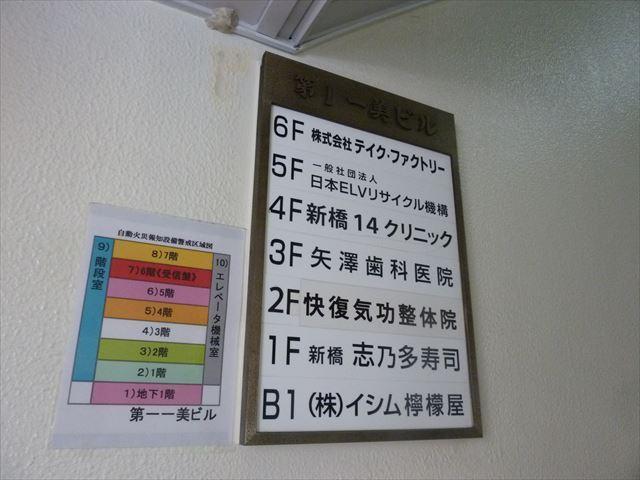 第一一美ビル
6F 株式会社 テイク・ファクトリー
5F 一般社団法人
日本ELVリサイクル機構
4F 新橋14クリニック
3F 矢澤歯科医院
2F 快復気功整体院
1F 新橋 志乃多寿司
B1 (株)イシム檸檬屋
自動火災報知設備警戒区域図
9)階段室
10)エレベータ機械室
8)7階
7)6階《受信盤》
6)5階
5)4階
4)3階
3)2階
2)1階
1)地下1階
第一一美ビル